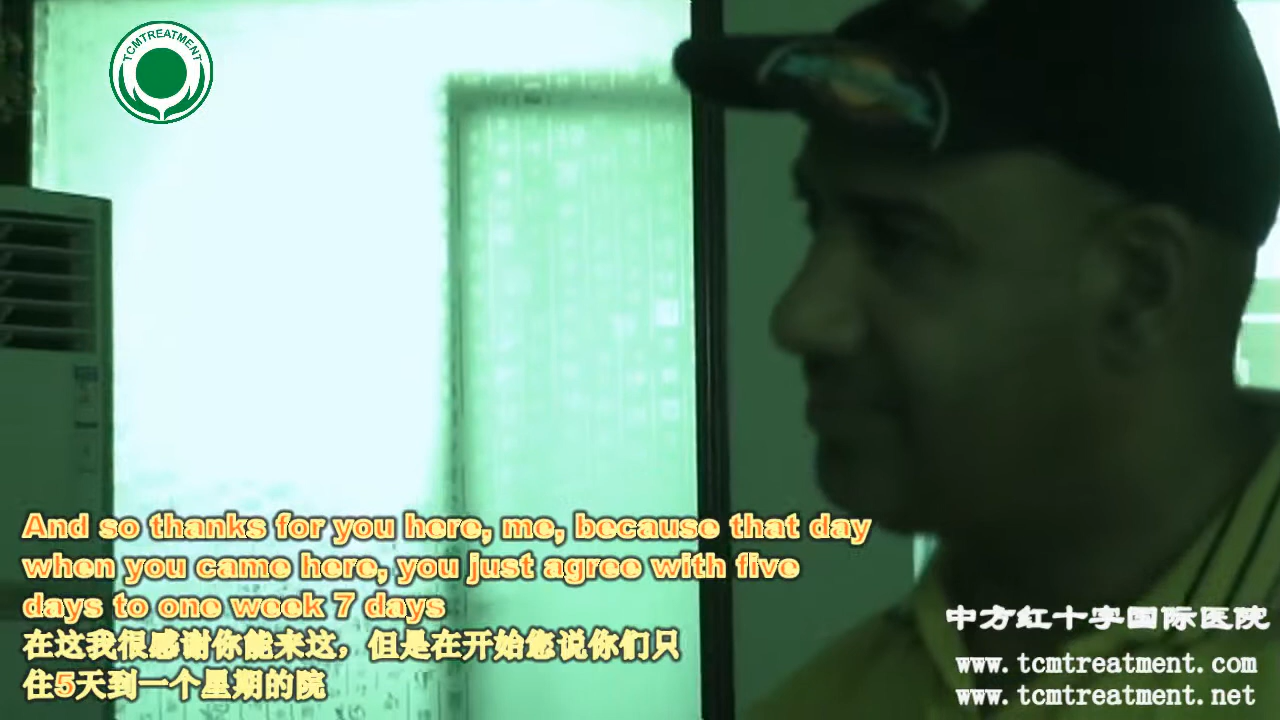 TCMTREATMENT
And so thanks for you here, me, because that day
when you came here, you just agree with five
days to one week 7 days
在这我很感谢你能来这，但是在开始您说你们只
住5天到一个星期的院
中方红十字国际医院
www.tcmtreatment.com
www.tcmtreatment.net